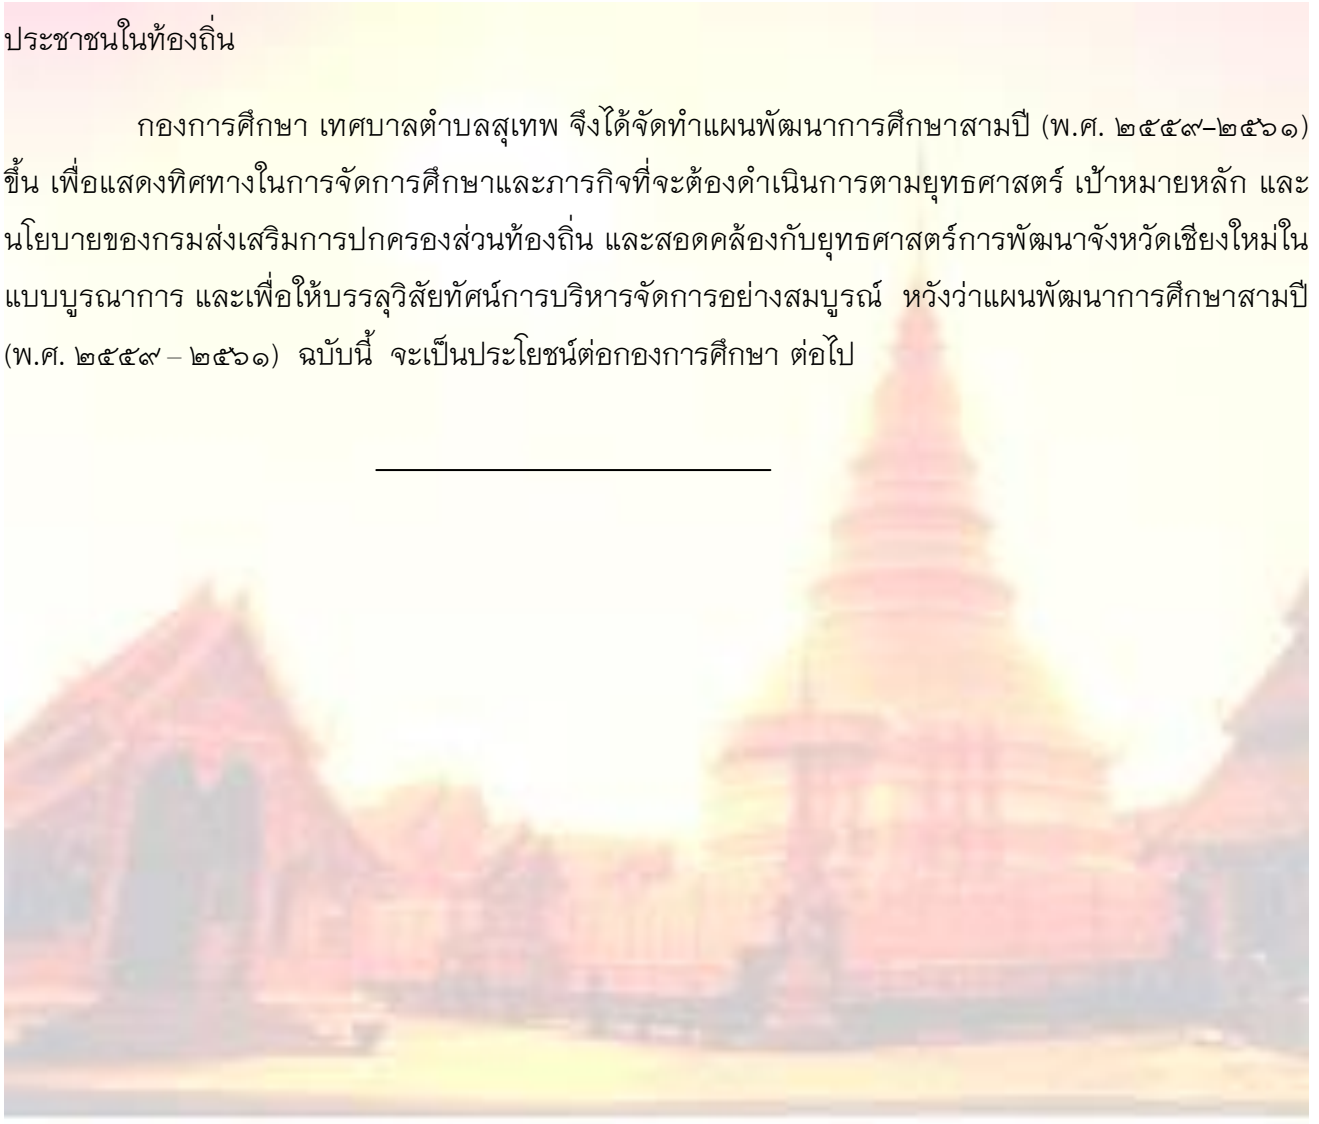 ประชาชนในท้องถิ่น
กองการศึกษา เทศบาลตำบลสุเทพ จึงได้จัดทำแผนพัฒนาการศึกษาสามปี (พ.ศ. ๒๕๕๙–๒๕๖๑)
ขึ้น เพื่อแสดงทิศทางในการจัดการศึกษาและภารกิจที่จะต้องดำเนินการตามยุทธศาสตร์ เป้าหมายหลัก และ
นโยบายของกรมส่งเสริมการปกครองส่วนท้องถิ่น และสอดคล้องกับยุทธศาสตร์การพัฒนาจังหวัดเชียงใหม่ใน
แบบบูรณาการ และเพื่อให้บรรลุวิสัยทัศน์การบริหารจัดการอย่างสมบูรณ์ หวังว่าแผนพัฒนาการศึกษาสามปี
(พ.ศ. ๒๕๕๙ – ๒๕๖๑) ฉบับนี้ จะเป็นประโยชน์ต่อกองการศึกษา ต่อไป